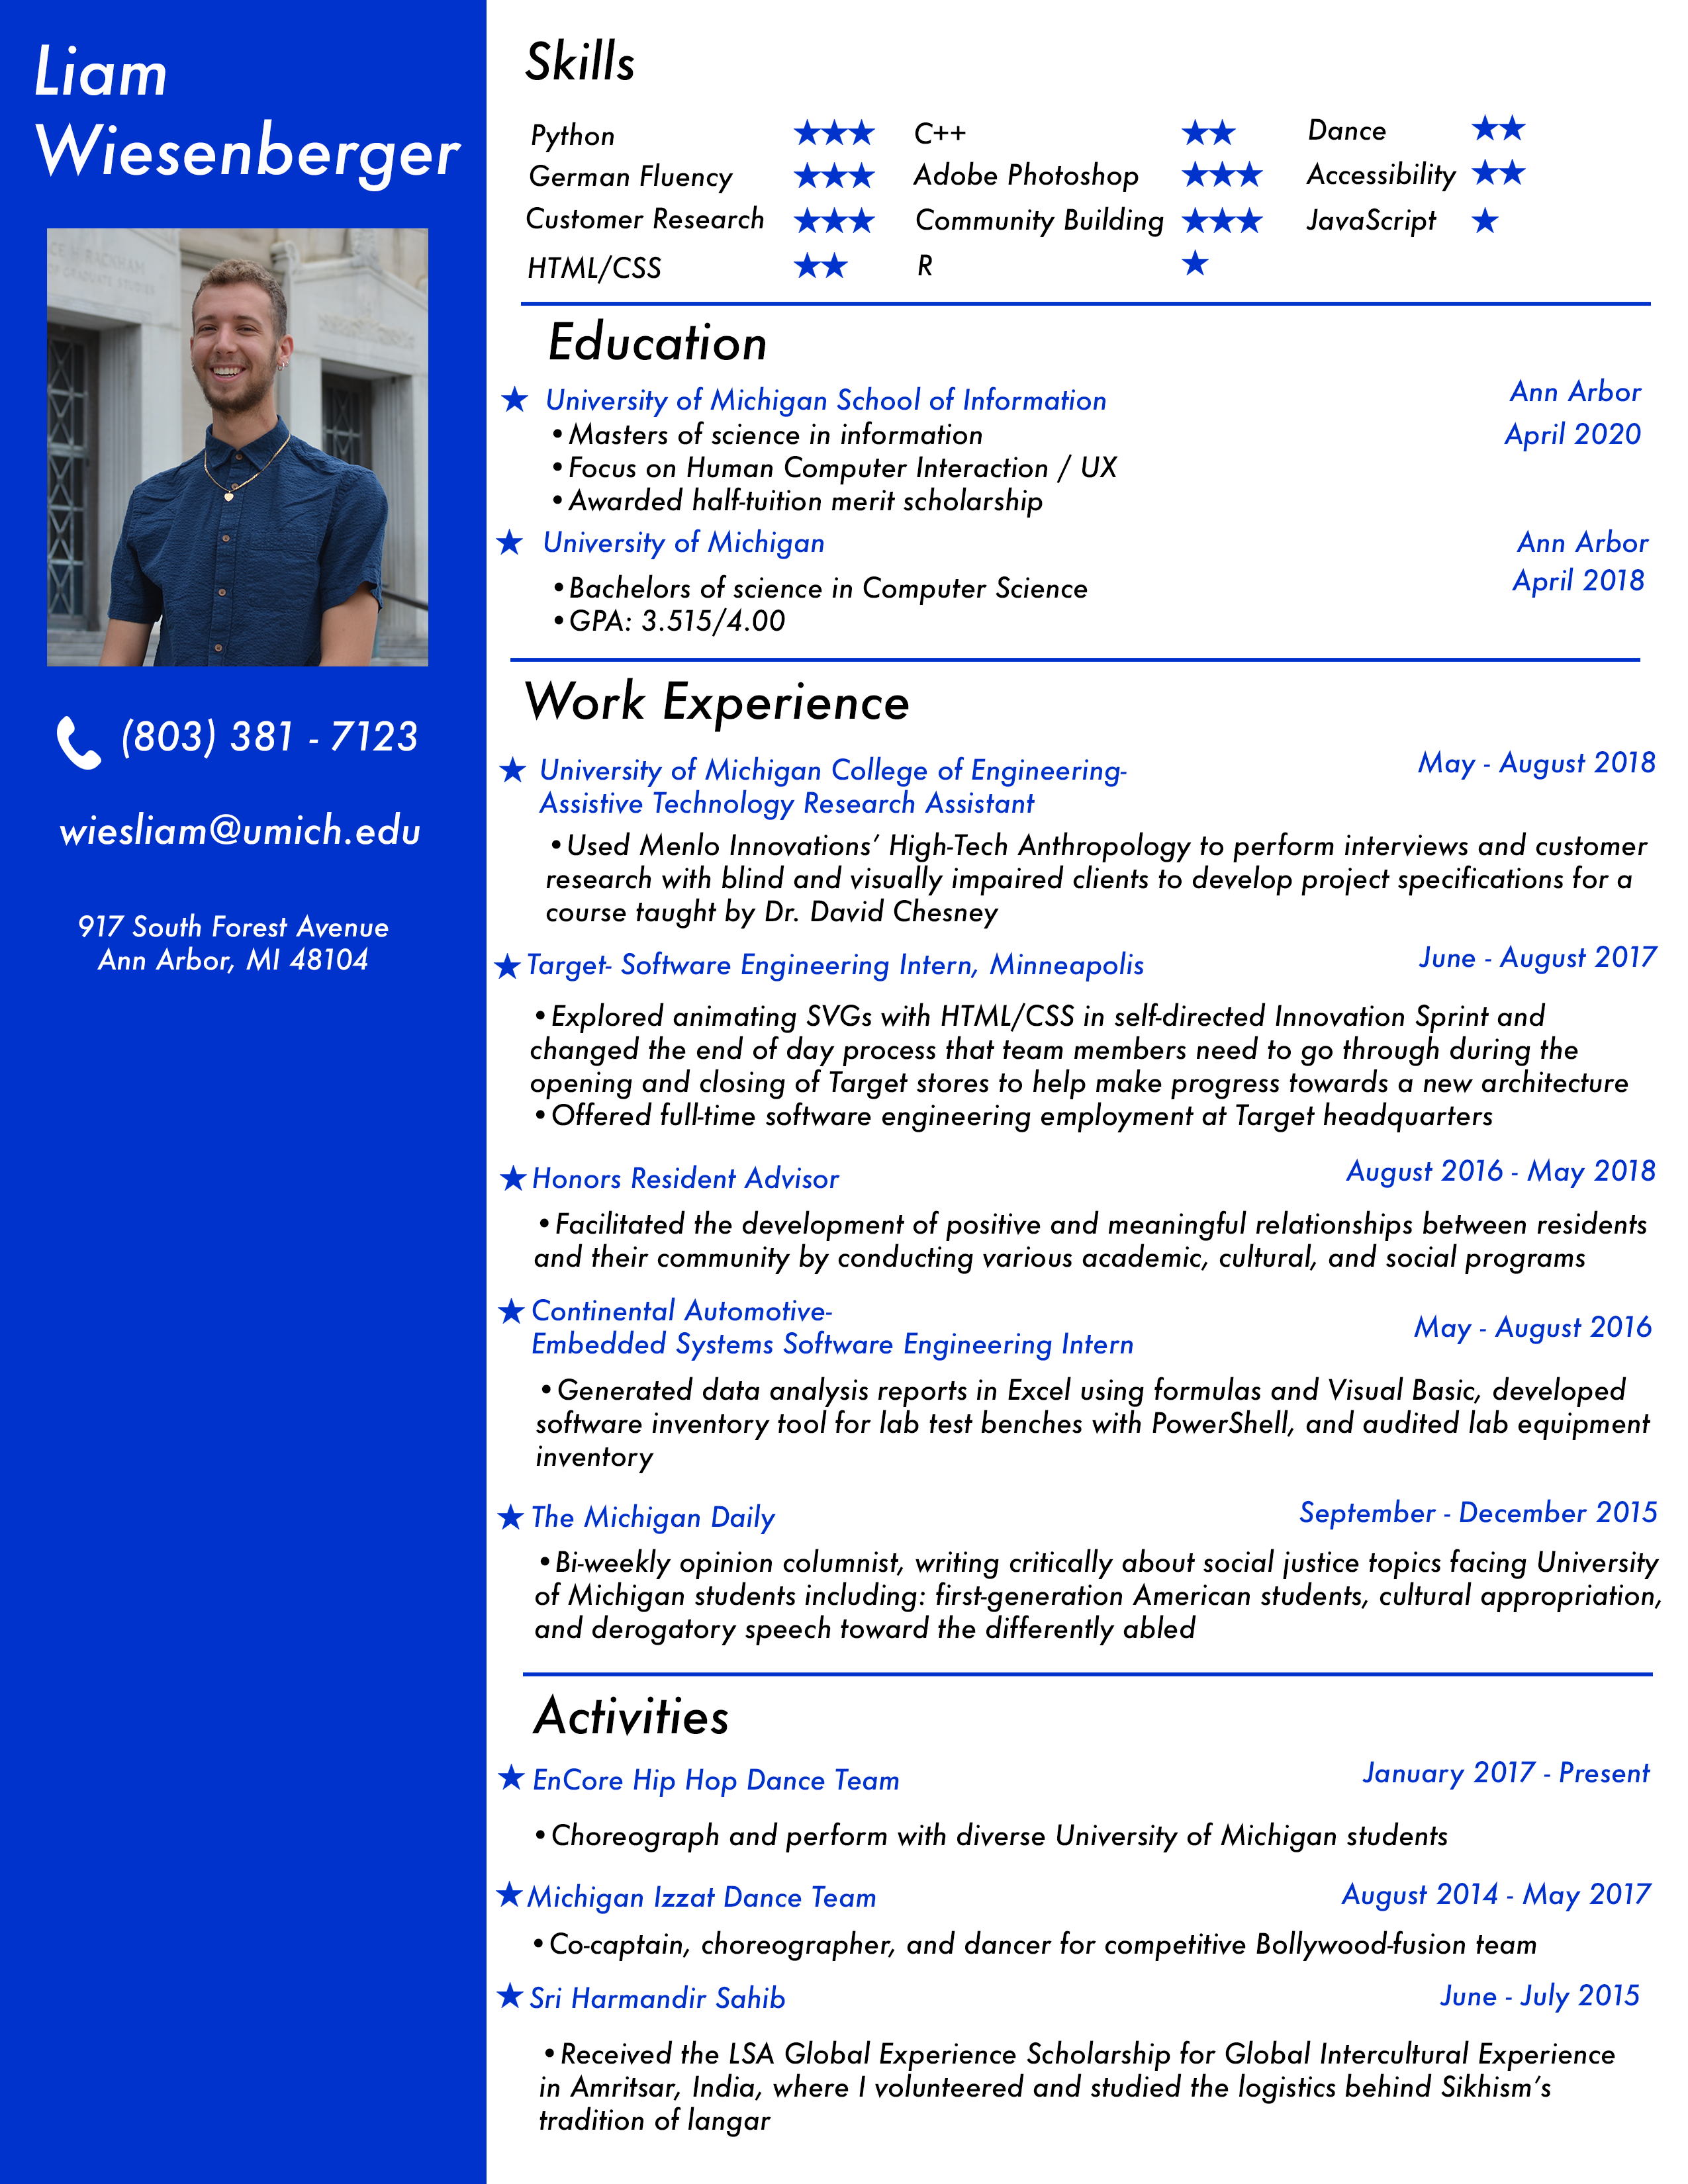 Liam
Wiesenberger
CE H. RACKHAM
OF GRADUATE STUDIES
(803) 381 - 7123
wiesliam@umich.edu
917 South Forest Avenue
Ann Arbor, MI 48104
Skills
Python ★★★ C++ ★★ Dance ★★
German Fluency ★★★ Adobe Photoshop ★★★ Accessibility ★★
Customer Research ★★★ Community Building ★★★ JavaScript ★
HTML/CSS ★★ R ★
Education
★ University of Michigan School of Information Ann Arbor
•Masters of science in information April 2020
•Focus on Human Computer Interaction / UX
•Awarded half-tuition merit scholarship
★ University of Michigan Ann Arbor
•Bachelors of science in Computer Science April 2018
•GPA: 3.515/4.00
Work Experience
★ University of Michigan College of Engineering- May - August 2018
Assistive Technology Research Assistant
•Used Menlo Innovations’ High-Tech Anthropology to perform interviews and customer
research with blind and visually impaired clients to develop project specifications for a
course taught by Dr. David Chesney
★ Target- Software Engineering Intern, Minneapolis June - August 2017
•Explored animating SVGs with HTML/CSS in self-directed Innovation Sprint and
changed the end of day process that team members need to go through during the
opening and closing of Target stores to help make progress towards a new architecture
•Offered full-time software engineering employment at Target headquarters
★ Honors Resident Advisor August 2016 - May 2018
•Facilitated the development of positive and meaningful relationships between residents
and their community by conducting various academic, cultural, and social programs
★ Continental Automotive-
Embedded Systems Software Engineering Intern May - August 2016
•Generated data analysis reports in Excel using formulas and Visual Basic, developed
software inventory tool for lab test benches with PowerShell, and audited lab equipment
inventory
★ The Michigan Daily September - December 2015
•Bi-weekly opinion columnist, writing critically about social justice topics facing University
of Michigan students including: first-generation American students, cultural appropriation,
and derogatory speech toward the differently abled
Activities
★ EnCore Hip Hop Dance Team January 2017 - Present
•Choreograph and perform with diverse University of Michigan students
★ Michigan Izzat Dance Team August 2014 - May 2017
•Co-captain, choreographer, and dancer for competitive Bollywood-fusion team
★ Sri Harmandir Sahib June - July 2015
•Received the LSA Global Experience Scholarship for Global Intercultural Experience
in Amritsar, India, where I volunteered and studied the logistics behind Sikhism’s
tradition of langar